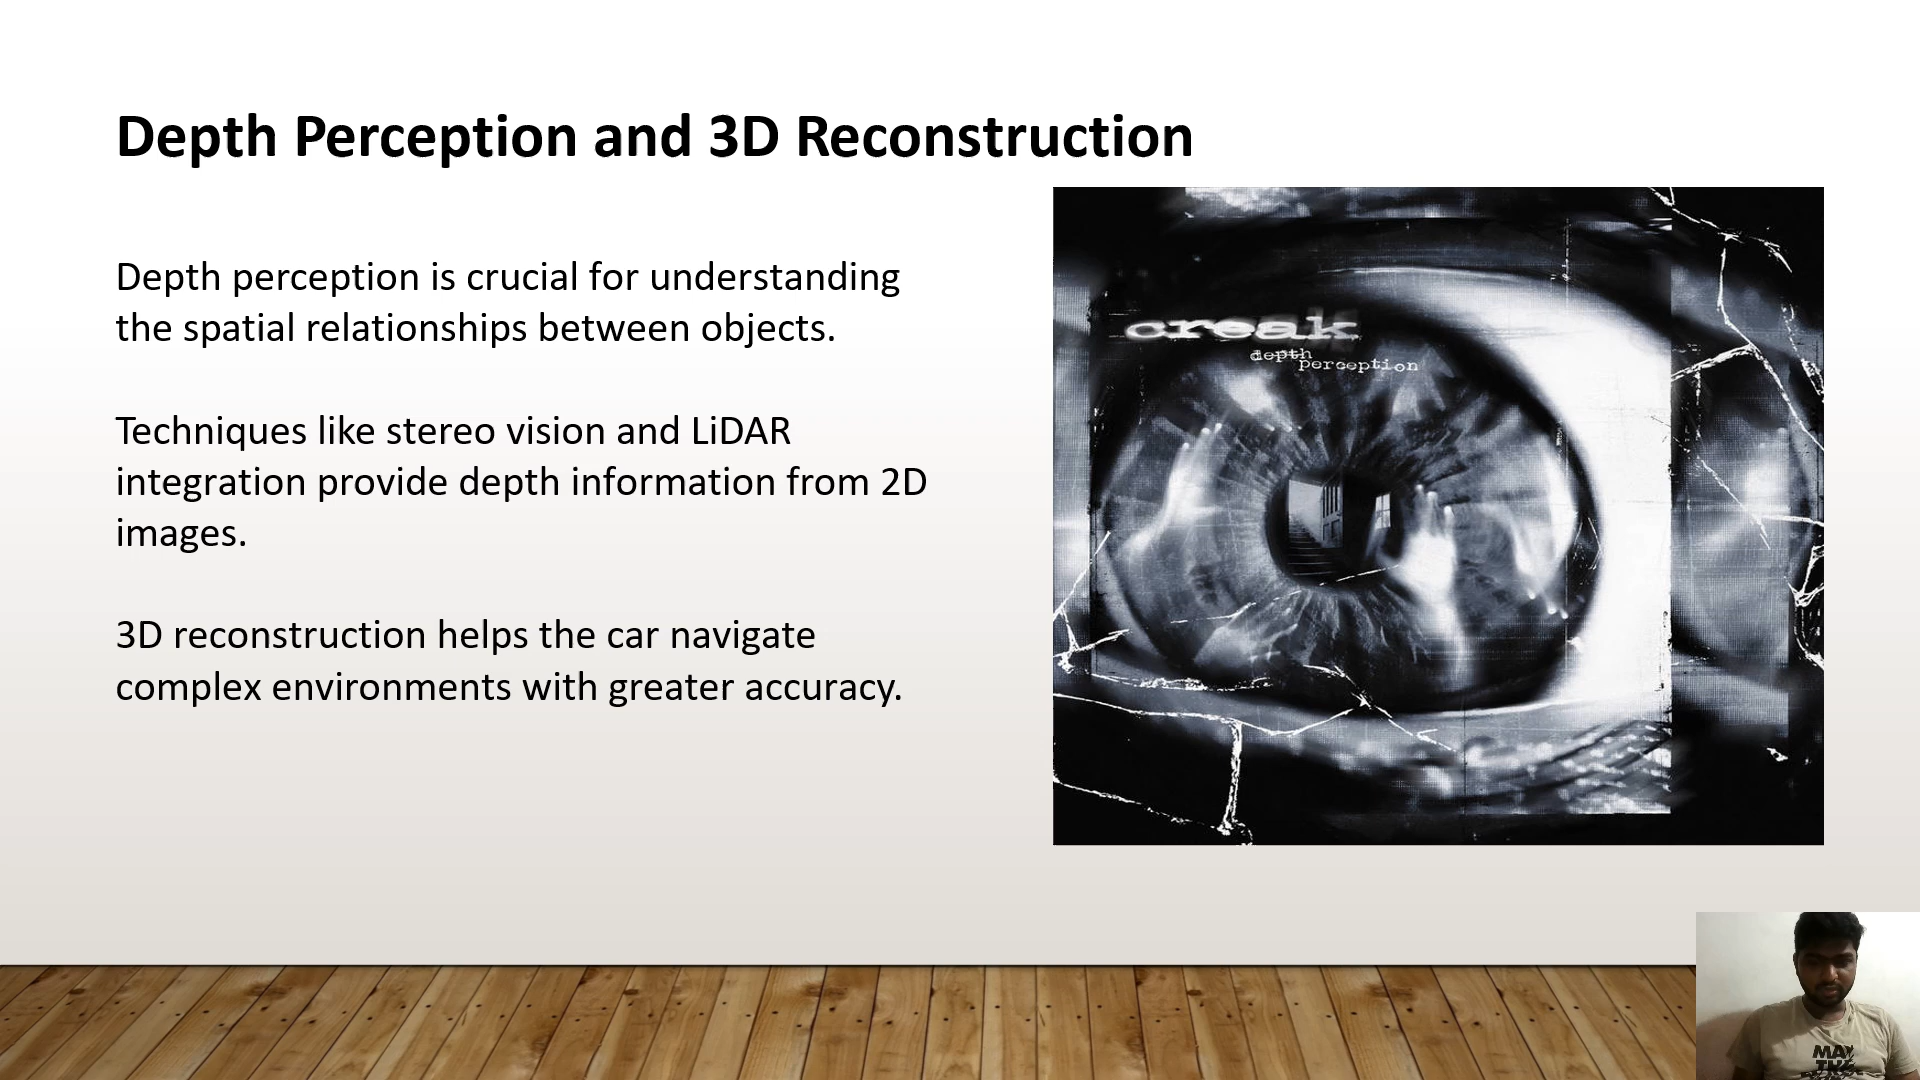 Depth Perception and 3D Reconstruction
Depth perception is crucial for understanding
the spatial relationships between objects.
Techniques like stereo vision and LiDAR
integration provide depth information from 2D
images.
3D reconstruction helps the car navigate
complex environments with greater accuracy.
creak
depth
perception
MAY
THE